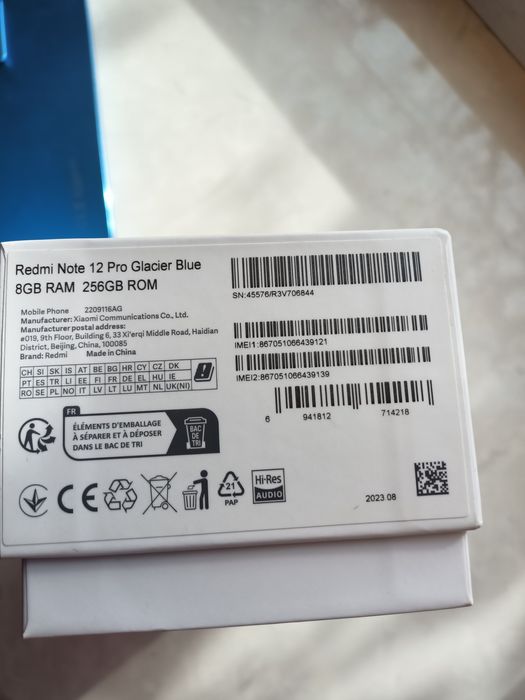 Redmi Note 12 Pro Glacier Blue
8GB RAM 256GB ROM
Mobile Phone 2209116AG
Manufacturer: Xiaomi Communications Co., Ltd.
Manufacturer postal address:
#019, 9th Floor, Building 6, 33 Xi'erqi Middle Road, Haidian
District, Beijing, China, 100085
Brand: Redmi Made in China
CH SI SK IS AT BE BG HR CY CZ DK
PT ES TR LI EE FI FR DE EL HU IE
RO SE PL NO IT LV LT LU MT NL UK(NI)
FR
ÉLÉMENTS D'EMBALLAGE
À SÉPARER ET À DÉPOSER
DANS LE BAC DE TRI
BAC
DE
TRI
CE
21
PAP
Hi-Res
AUDIO
SN:45576/R3V706844
IMEI1:867051066439121
IMEI2:867051066439139
6 941812 714218
2023.08